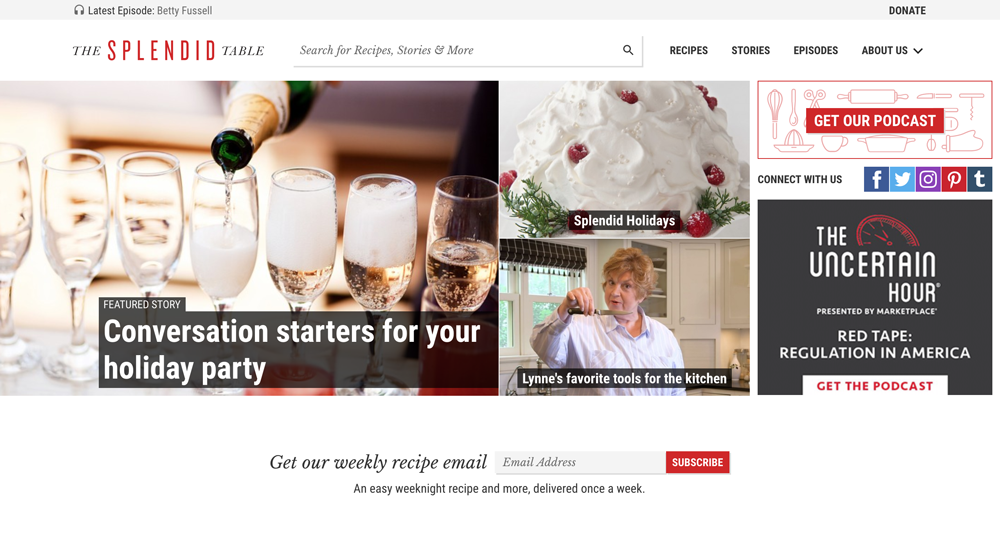 Latest Episode: Betty Fussell
DONATE
THE SPLENDID TABLE
Search for Recipes, Stories & More
RECIPES
STORIES
EPISODES
ABOUT US
FEATURED STORY
Conversation starters for your
holiday party
Splendid Holidays
Lynne's favorite tools for the kitchen
GET OUR PODCAST
CONNECT WITH US
THE
UNCERTAIN
HOUR®
PRESENTED BY MARKETPLACE®
RED TAPE:
REGULATION IN AMERICA
GET THE PODCAST
Get our weekly recipe email
Email Address
SUBSCRIBE
An easy weeknight recipe and more, delivered once a week.